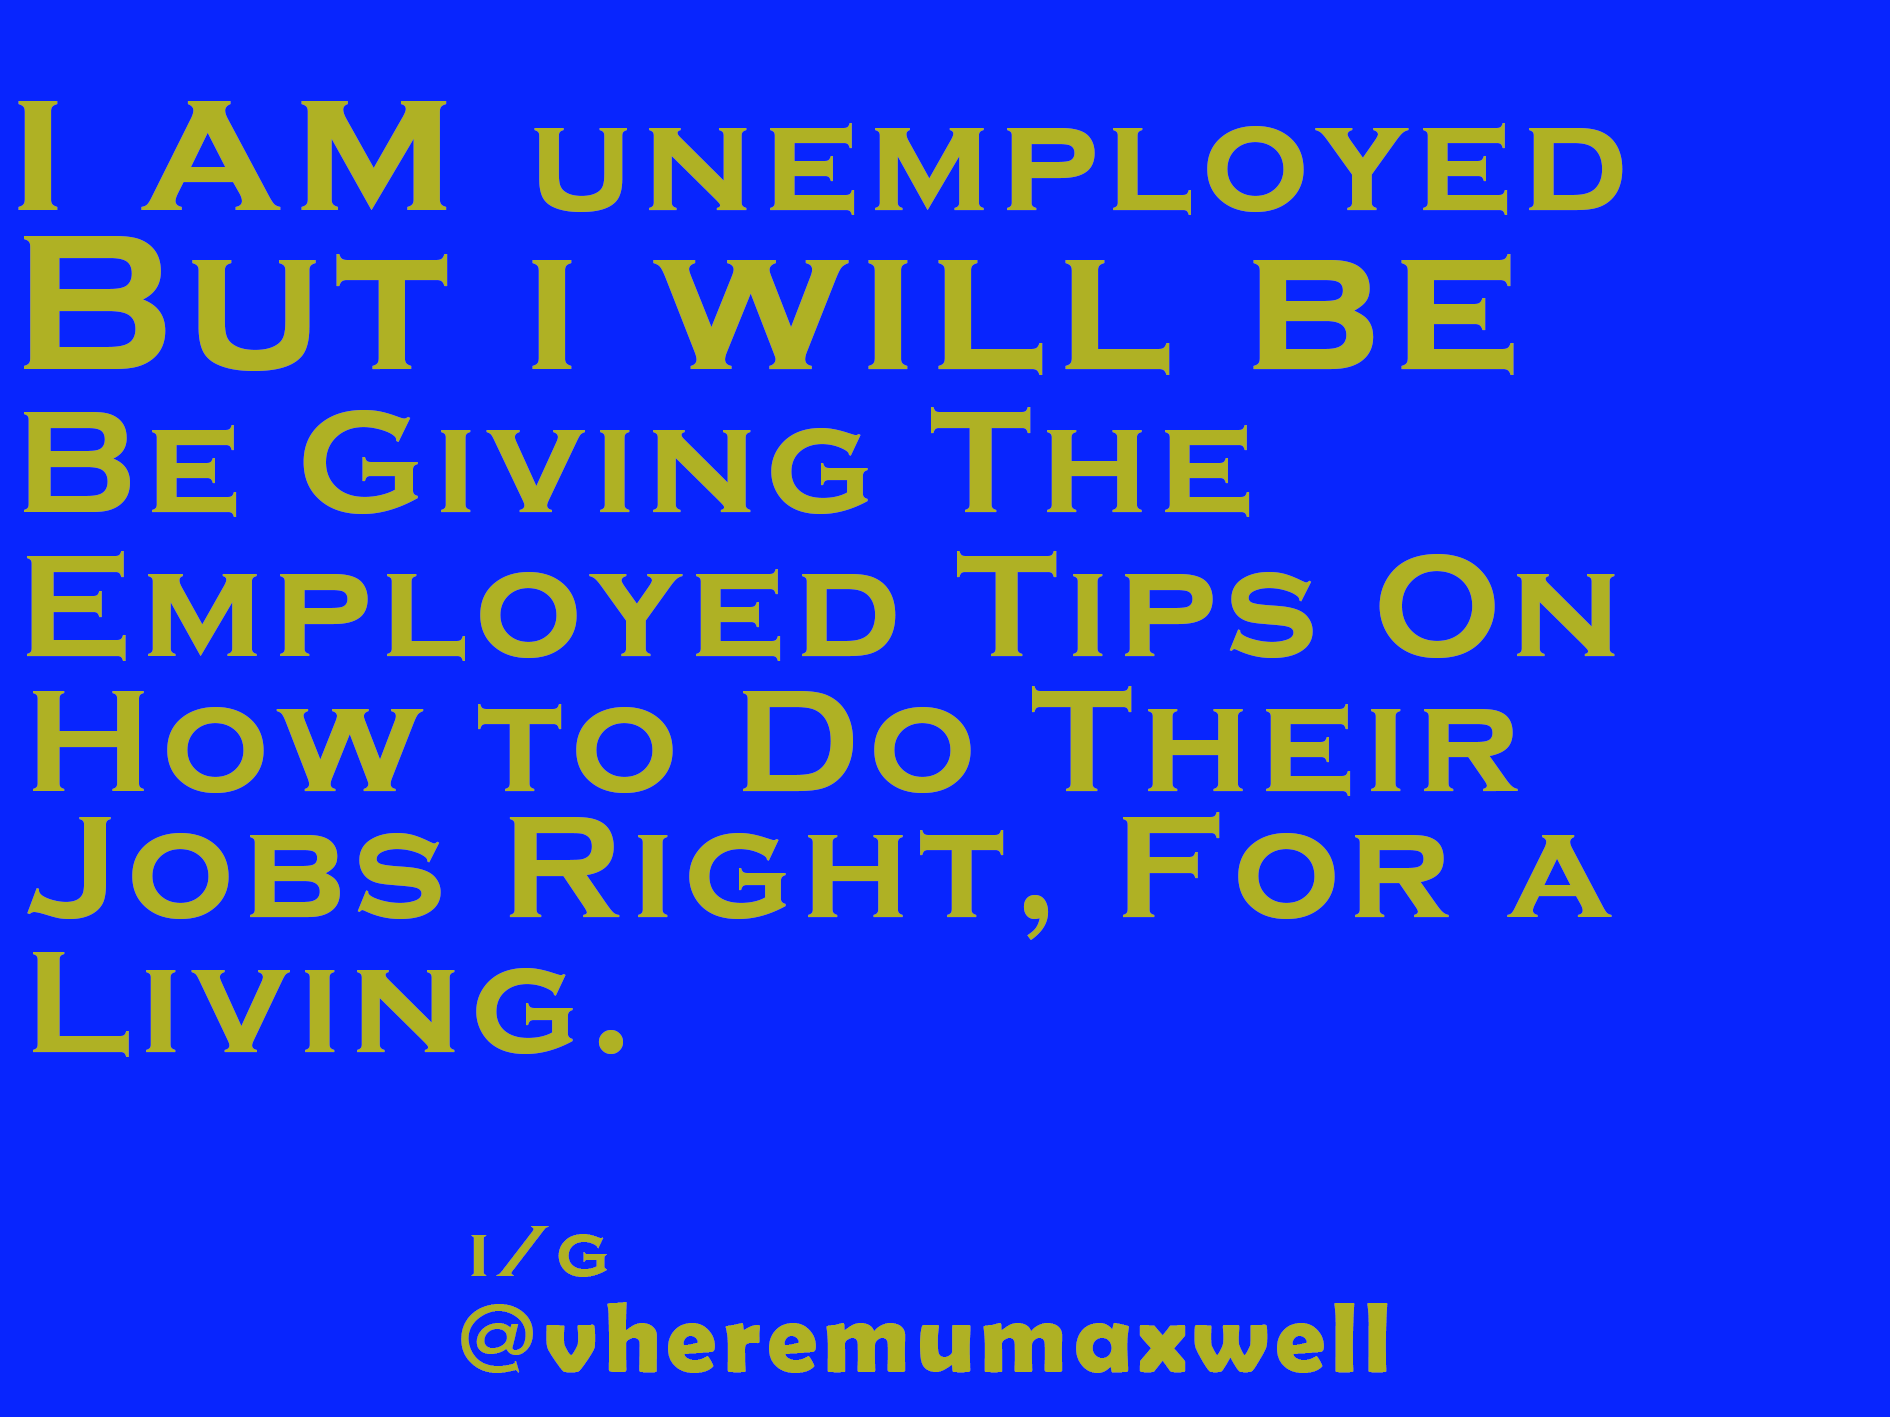 I AM unemployed
But I WILL BE
Be Giving The
Employed Tips On
How to Do Their
Jobs Right, For a
Living.
I/G
@vheremumaxwell